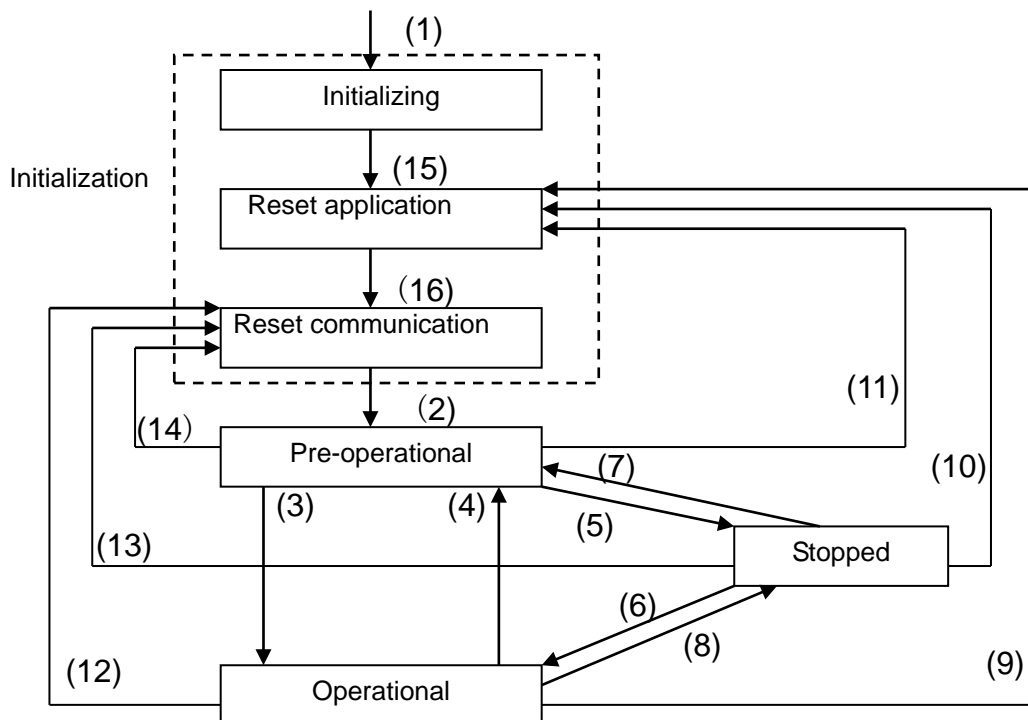 (1)
Initializing
(15)
Initialization
Reset application
（16)
Reset communication
(11)
（2)
(14）
Pre-operational
(7)
(10)
(3)
(4)
(5)
(13)
Stopped
(6)
(8)
(12)
(9)
Operational